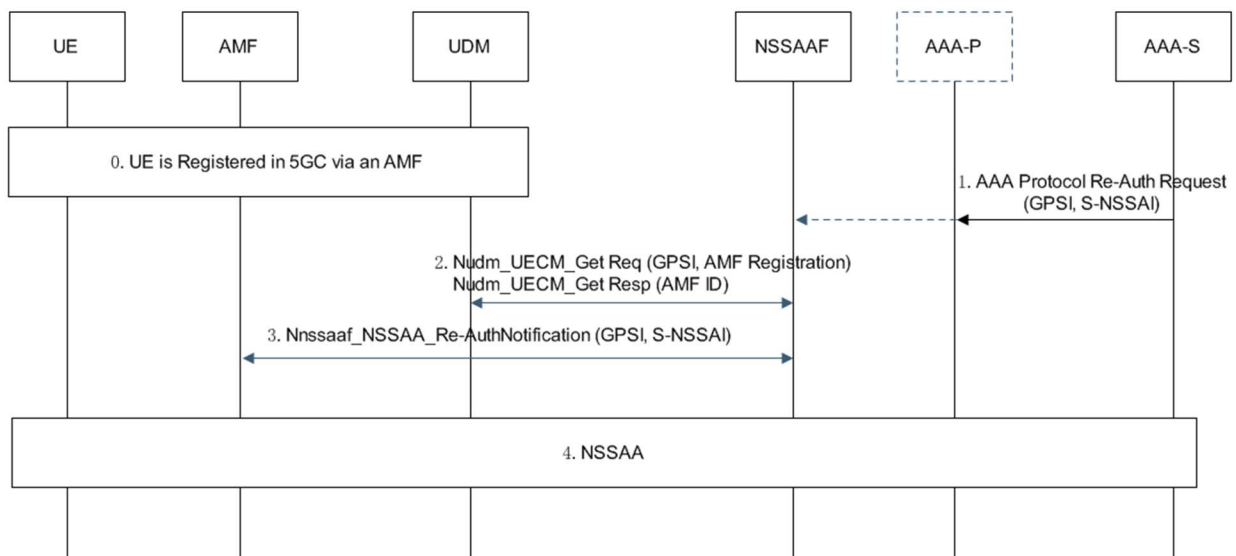 UE
AMF
UDM
NSSAAF
AAA-P
AAA-S
0. UE is Registered in 5GC via an AMF
1. AAA Protocol Re-Auth Request
(GPSI, S-NSSAI)
2. Nudm_UECM_Get Req (GPSI, AMF Registration)
Nudm_UECM_Get Resp (AMF ID)
3. Nnssaaf_NSSAA_Re-AuthNotification (GPSI, S-NSSAI)
4. NSSAA